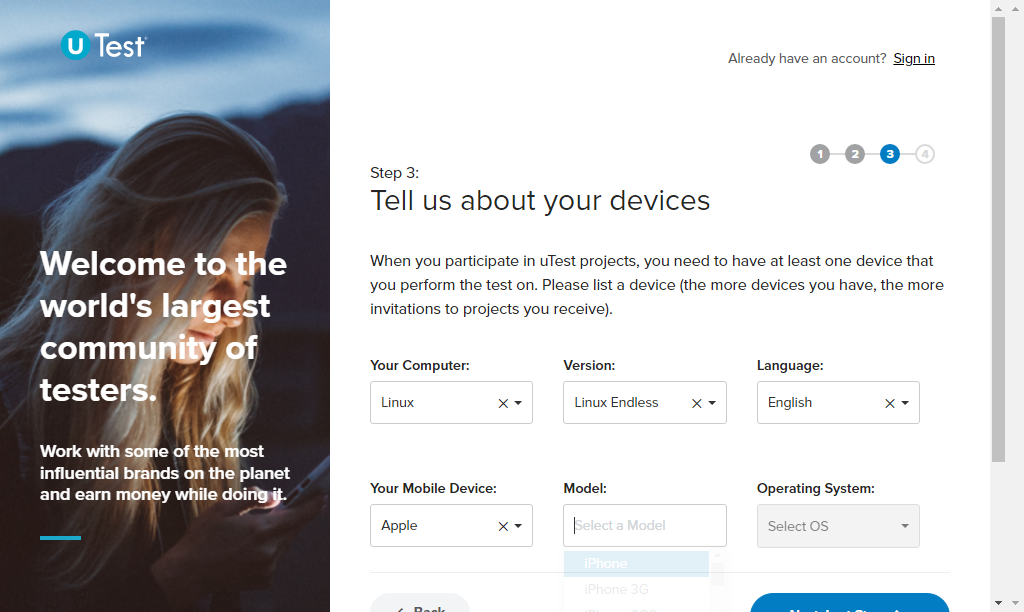 U Test
Welcome to the
world's largest
community of
testers.
Work with some of the most
influential brands on the planet
and earn money while doing it.
Already have an account? Sign in
1 2 3 4
Step 3:
Tell us about your devices
When you participate in uTest projects, you need to have at least one device that
you perform the test on. Please list a device (the more devices you have, the more
invitations to projects you receive).
Your Computer: Version: Language:
Linux Linux Endless English
Your Mobile Device: Model: Operating System:
Apple Select a Model Select OS
iPhone
iPhone 3G
Back